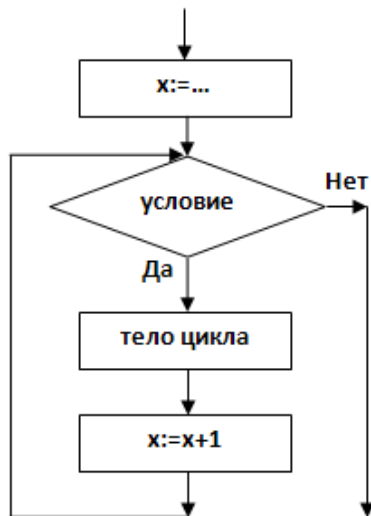 x:=...
условие
Нет
Да
тело цикла
x:=x+1